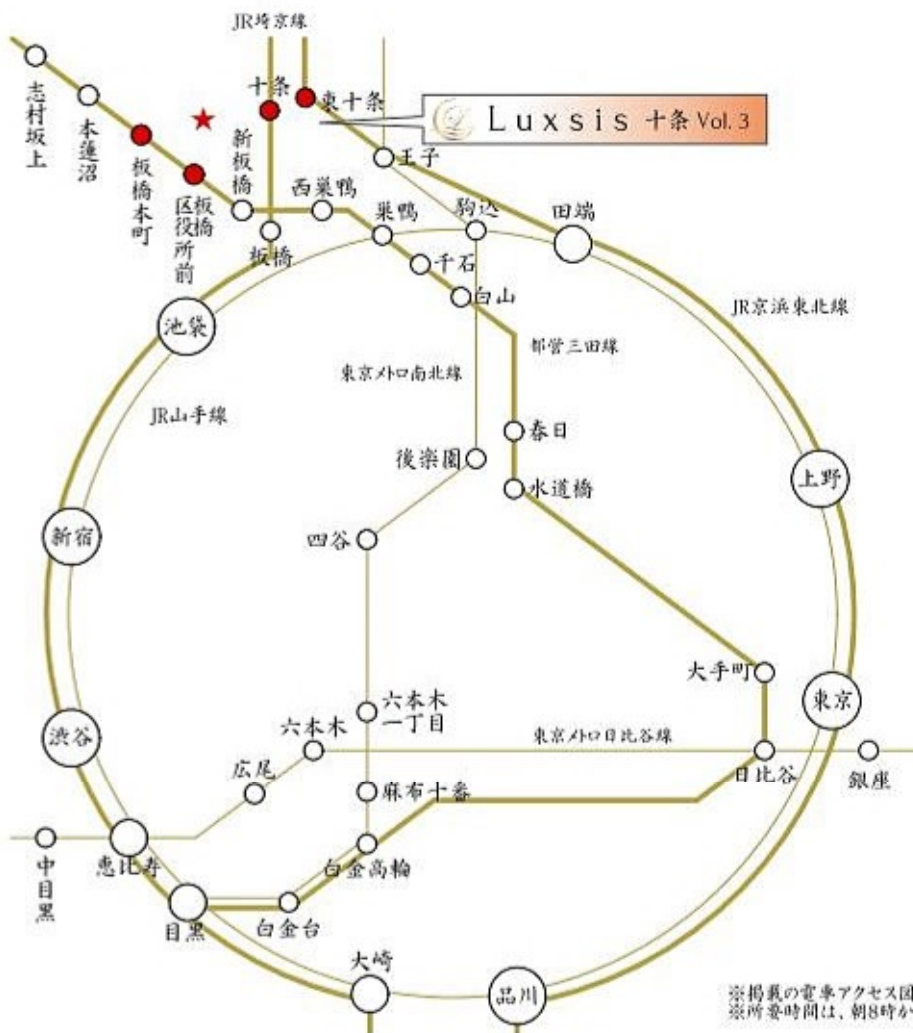 JR埼京線
十条
東十条
Luxsis 十条 Vol. 3
志村坂上
本蓮沼
板橋本町
板橋
区役所前
新板橋
西巣鴨
板橋
巣鴨
駒込
王子
田端
千石
白山
池袋
JR京浜東北線
都営三田線
東京メトロ南北線
JR山手線
春日
後楽園
水道橋
上野
新宿
四谷
大手町
東京
六本木
一丁目
渋谷
六本木
東京メトロ日比谷線
日比谷
銀座
広尾
麻布十番
中目黒
恵比寿
白金高輪
目黒
白金台
大崎
品川
※掲載の電車アクセス図
※所要時間は、朝8時か